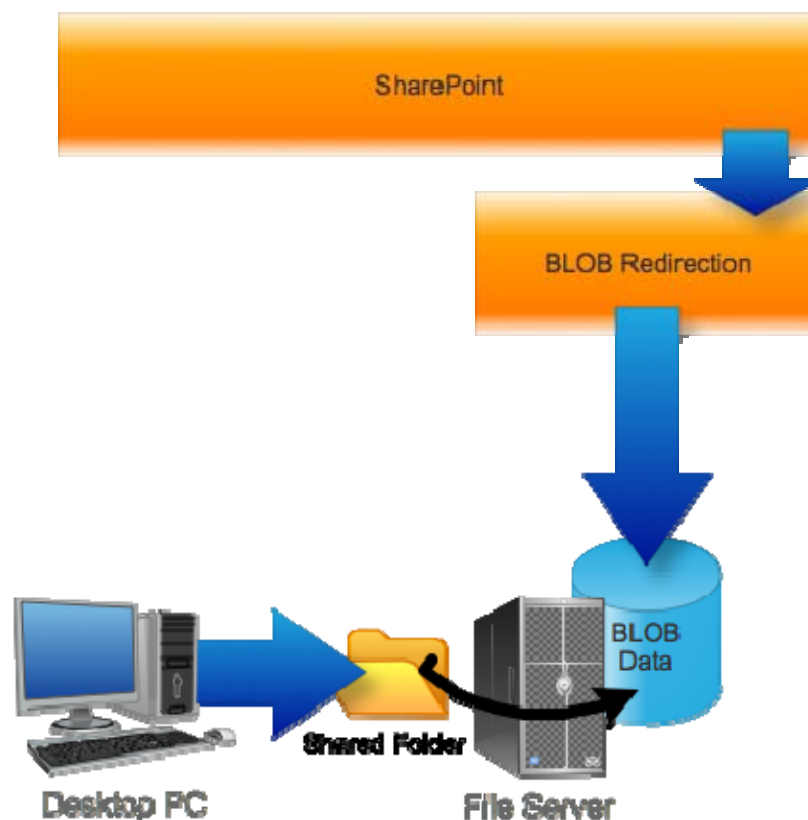 SharePoint
BLOB Redirection
BLOB
Data
Shared Folder
Desktop PC
File Server